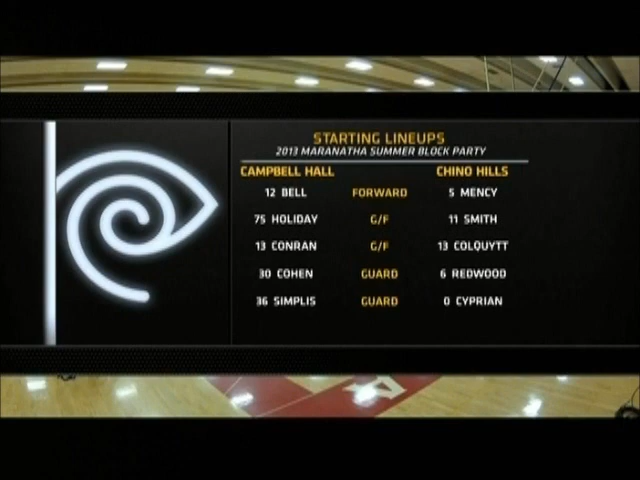 STARTING LINEUPS
2013 MARANATHA SUMMER BLOCK PARTY
CAMPBELL HALL CHINO HILLS
12 BELL FORWARD 5 MENCY
75 HOLIDAY G/F 11 SMITH
13 CONRAN G/F 13 COLQUYTT
30 COHEN GUARD 6 REDWOOD
36 SIMPLIS GUARD 0 CYPRIAN